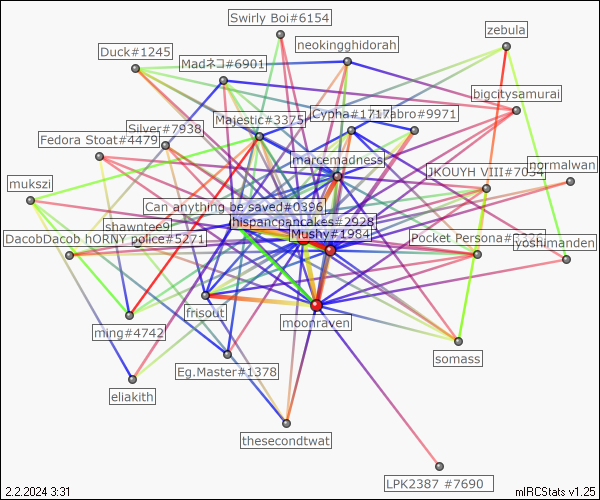 Swirly Boi#6154
zebula
Duck#1245
neokingghidorah
Madネコ#6901
bigcitysamurai
Majestic#3375
Cypha#1717
abro#9971
Silver#7938
Fedora Stoat#4479
marcemadness
JKOUYH VIII#7054
normalwan
mukszi
Can anything be saved#0396
hispancpancakes#2928
shawntee9
Mushy#1984
DacobDacob hORNY police#5271
Pocket Persona#
yoshimanden
frisout
moonraven
ming#4742
somass
Eg.Master#1378
eliakith
thesecondtwat
LPK2387 #7690
2.2.2024 3:31
mIRCStats v1.25